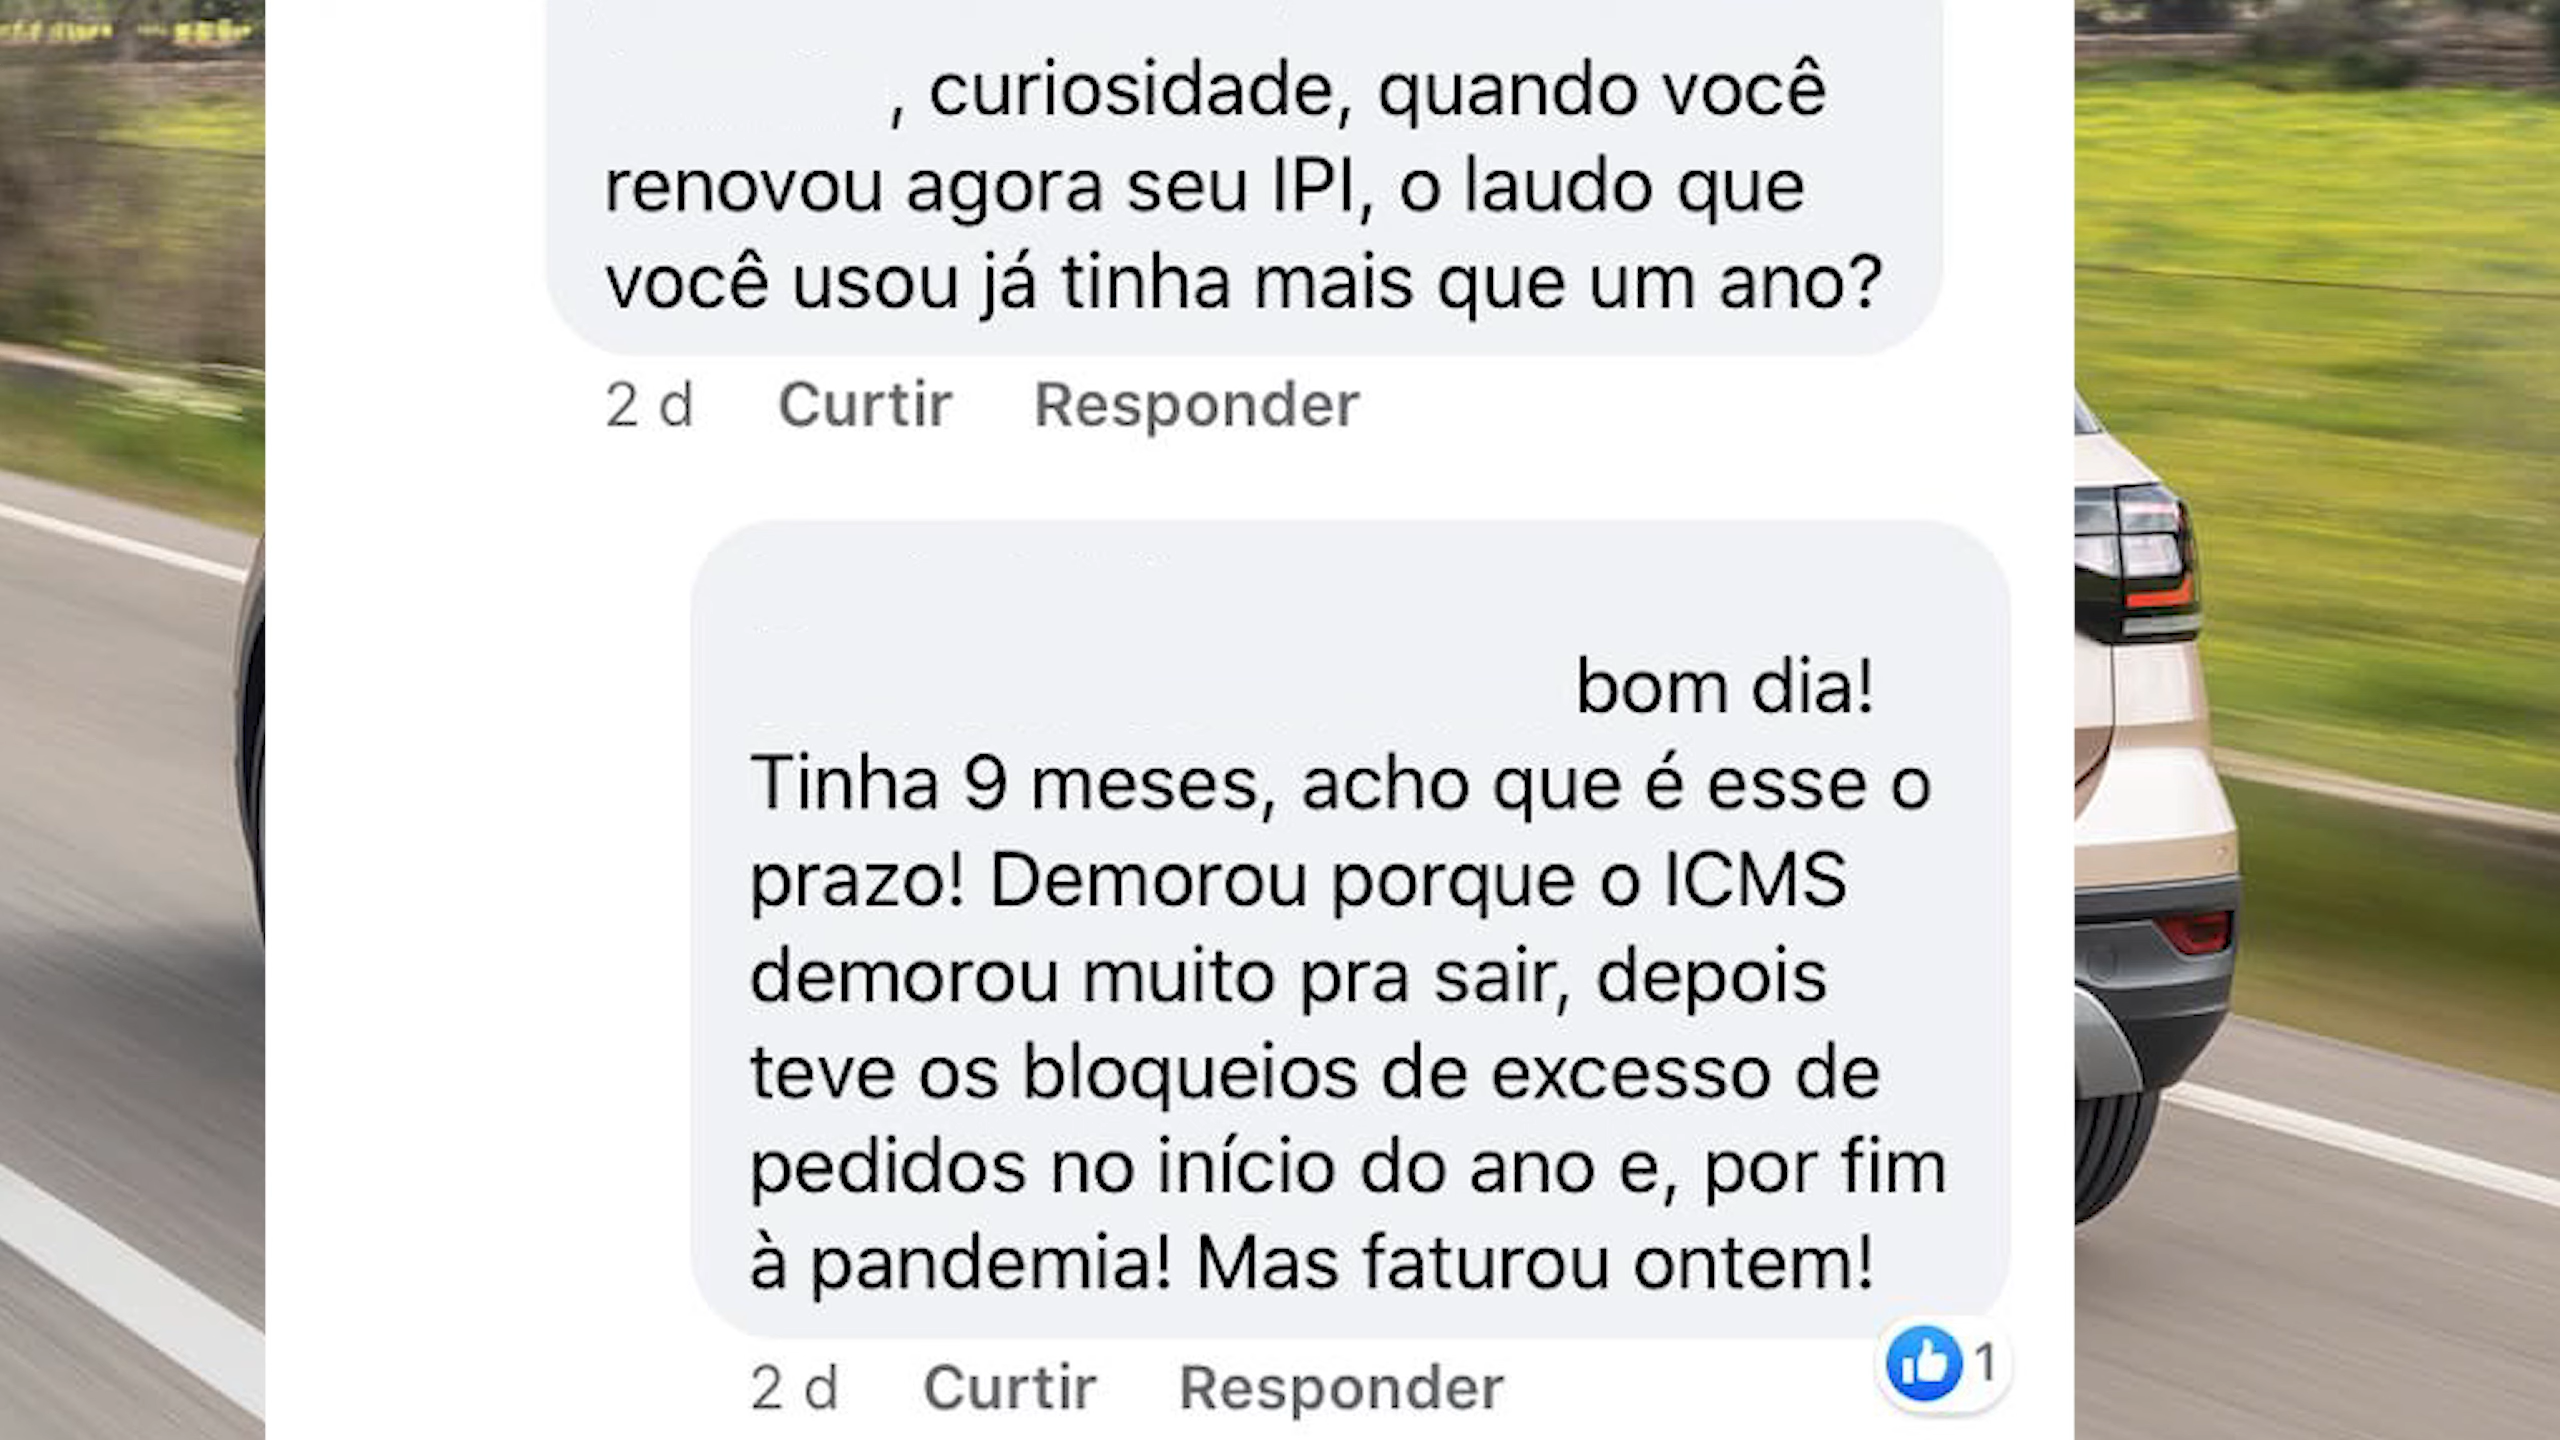 , curiosidade, quando você
renovou agora seu IPI, o laudo que
você usou já tinha mais que um ano?
2 d Curtir Responder
bom dia!
Tinha 9 meses, acho que é esse o
prazo! Demorou porque o ICMS
demorou muito pra sair, depois
teve os bloqueios de excesso de
pedidos no início do ano e, por fim
à pandemia! Mas faturou ontem!
1
2 d Curtir Responder